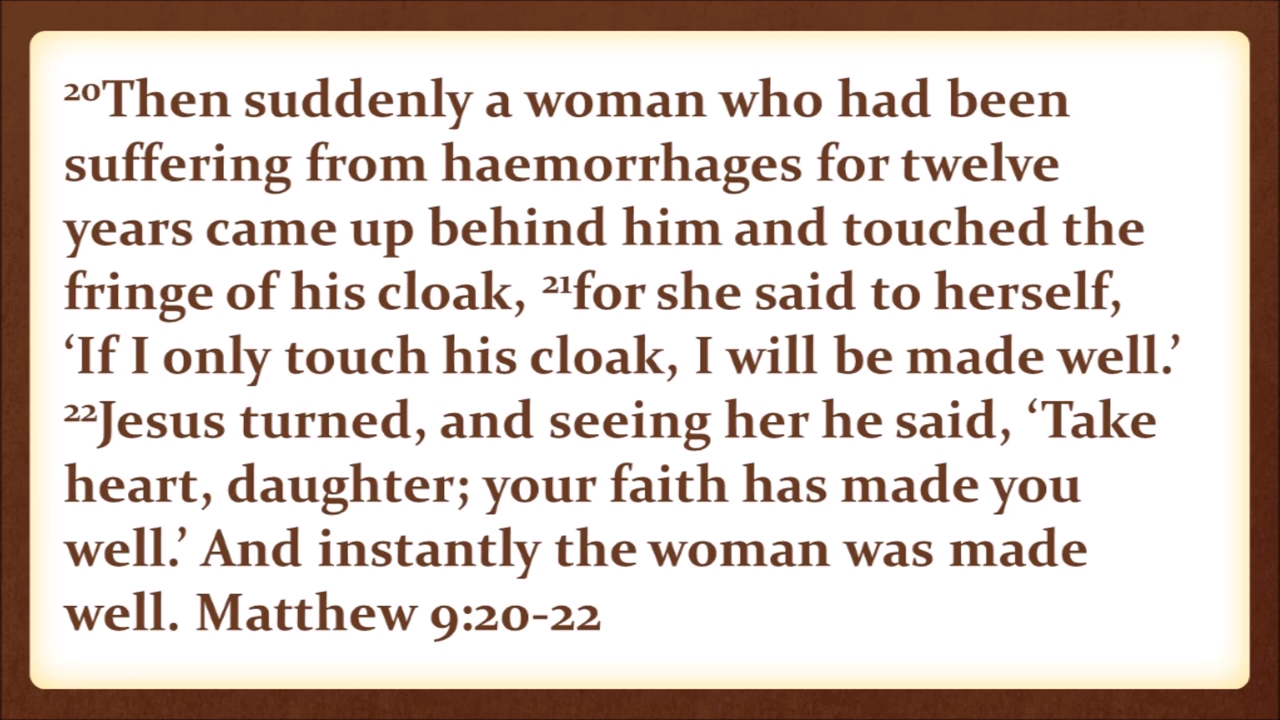 ²⁰Then suddenly a woman who had been
suffering from haemorrhages for twelve
years came up behind him and touched the
fringe of his cloak, ²¹for she said to herself,
‘If I only touch his cloak, I will be made well.’
²²Jesus turned, and seeing her he said, ‘Take
heart, daughter; your faith has made you
well.’ And instantly the woman was made
well. Matthew 9:20-22